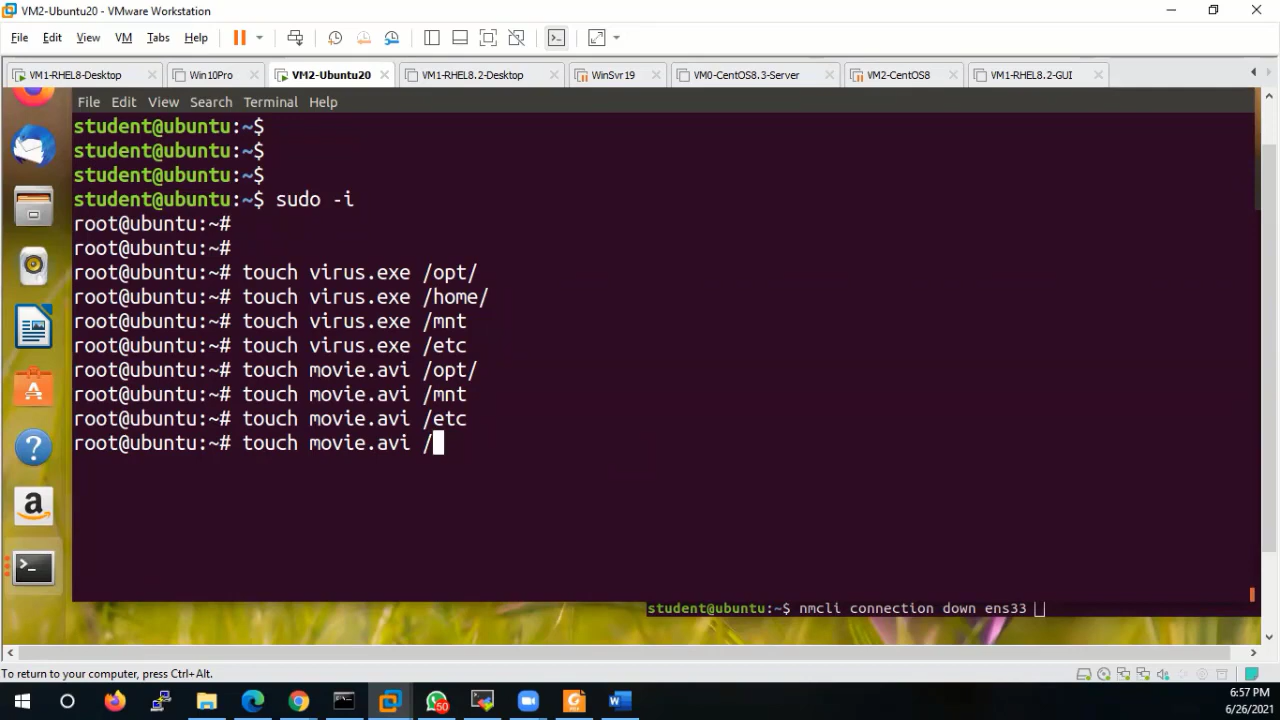 VM2-Ubuntu20 - VMware Workstation
File Edit View VM Tabs Help
VM1-RHEL8-Desktop Win10Pro VM2-Ubuntu20 VM1-RHEL8.2-Desktop WinSvr19 VM0-CentOS8.3-Server VM2-CentOS8 VM1-RHEL8.2-GUI
File Edit View Search Terminal Help
student@ubuntu:~$
student@ubuntu:~$
student@ubuntu:~$
student@ubuntu:~$ sudo -i
root@ubuntu:~#
root@ubuntu:~#
root@ubuntu:~# touch virus.exe /opt/
root@ubuntu:~# touch virus.exe /home/
root@ubuntu:~# touch virus.exe /mnt
root@ubuntu:~# touch virus.exe /etc
root@ubuntu:~# touch movie.avi /opt/
root@ubuntu:~# touch movie.avi /mnt
root@ubuntu:~# touch movie.avi /etc
root@ubuntu:~# touch movie.avi /
student@ubuntu:~$ nmcli connection down ens33
To return to your computer, press Ctrl+Alt.
50
6:57 PM
6/26/2021